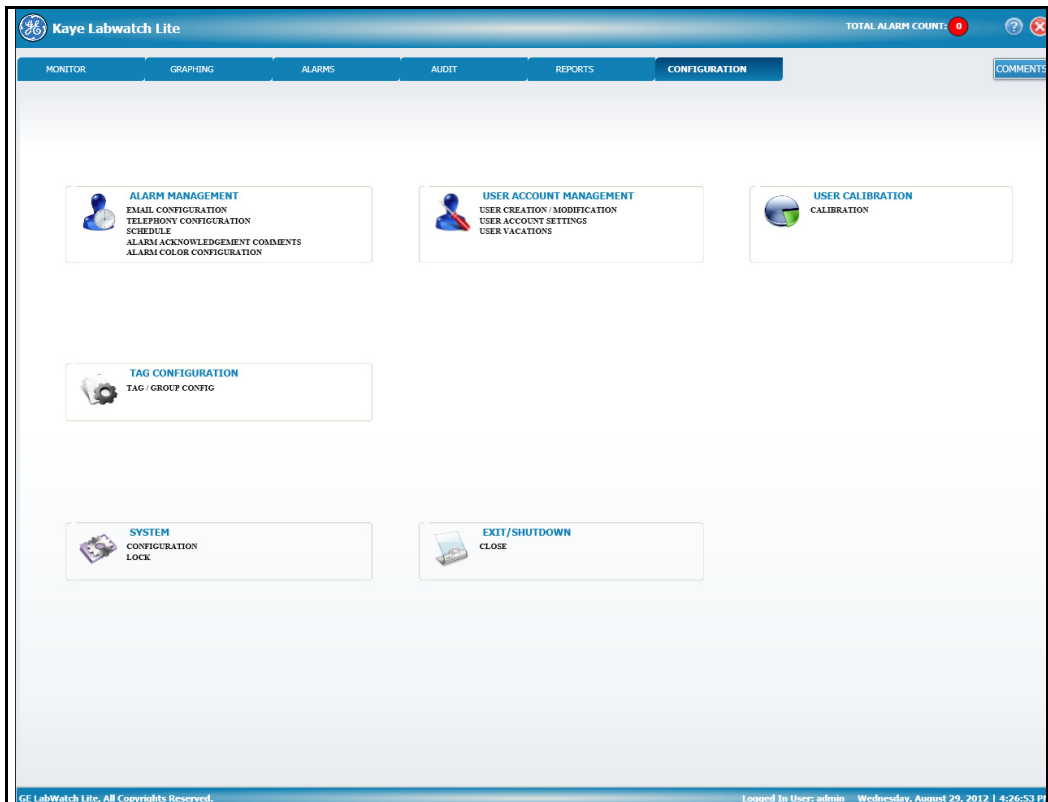 Kaye Labwatch Lite
TOTAL ALARM COUNT: 0
?
MONITOR GRAPHING ALARMS AUDIT REPORTS CONFIGURATION COMMENTS
ALARM MANAGEMENT
EMAIL CONFIGURATION
TELEPHONY CONFIGURATION
SCHEDULE
ALARM ACKNOWLEDGEMENT COMMENTS
ALARM COLOR CONFIGURATION
USER ACCOUNT MANAGEMENT
USER CREATION / MODIFICATION
USER ACCOUNT SETTINGS
USER VACATIONS
USER CALIBRATION
CALIBRATION
TAG CONFIGURATION
TAG / GROUP CONFIG
SYSTEM
CONFIGURATION
LOCK
EXIT/SHUTDOWN
CLOSE
GE LabWatch Lite, All Copyrights Reserved.
Logged In User: admin Wednesday, August 29, 2012 | 4:26:53 P